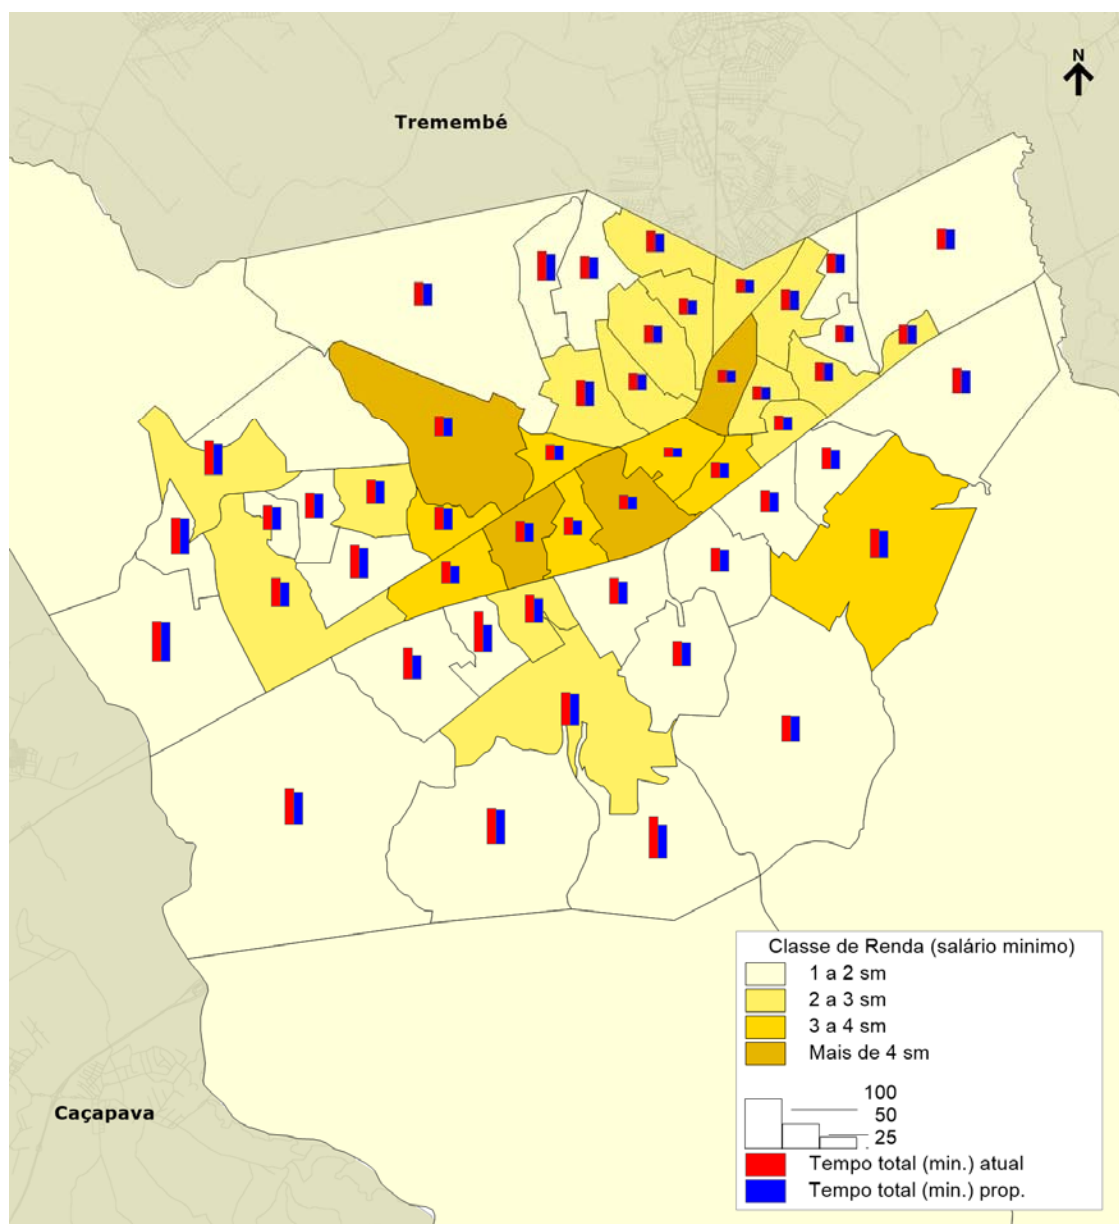 N
Tremembé
Classe de Renda (salário minimo)
1 a 2 sm
2 a 3 sm
3 a 4 sm
Mais de 4 sm
100
50
25
Tempo total (min.) atual
Tempo total (min.) prop.
Caçapava